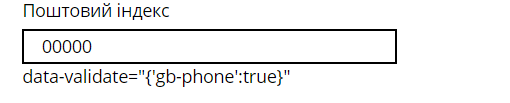 Поштовий індекс
00000
data-validate="{'gb-phone':true}"